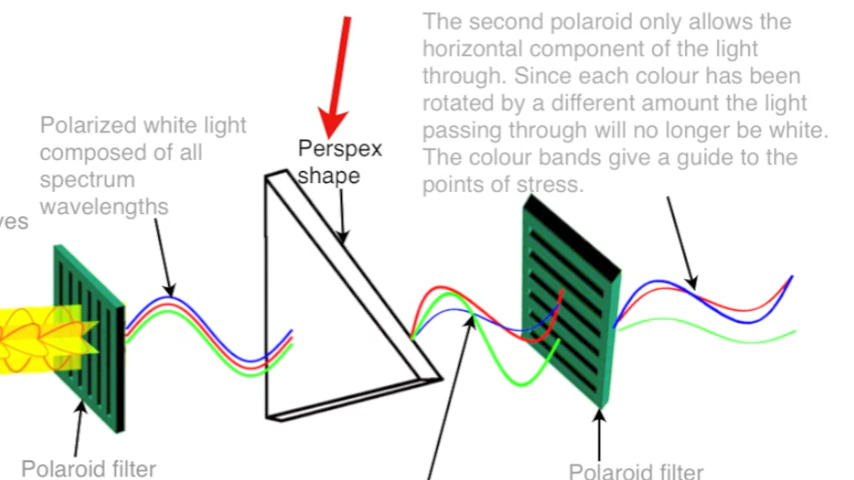 The second polaroid only allows the
horizontal component of the light
through. Since each colour has been
rotated by a different amount the light
passing through will no longer be white.
The colour bands give a guide to the
points of stress.
Polarized white light
composed of all
spectrum
wavelengths
Perspex
shape
Polaroid filter
Polaroid filter